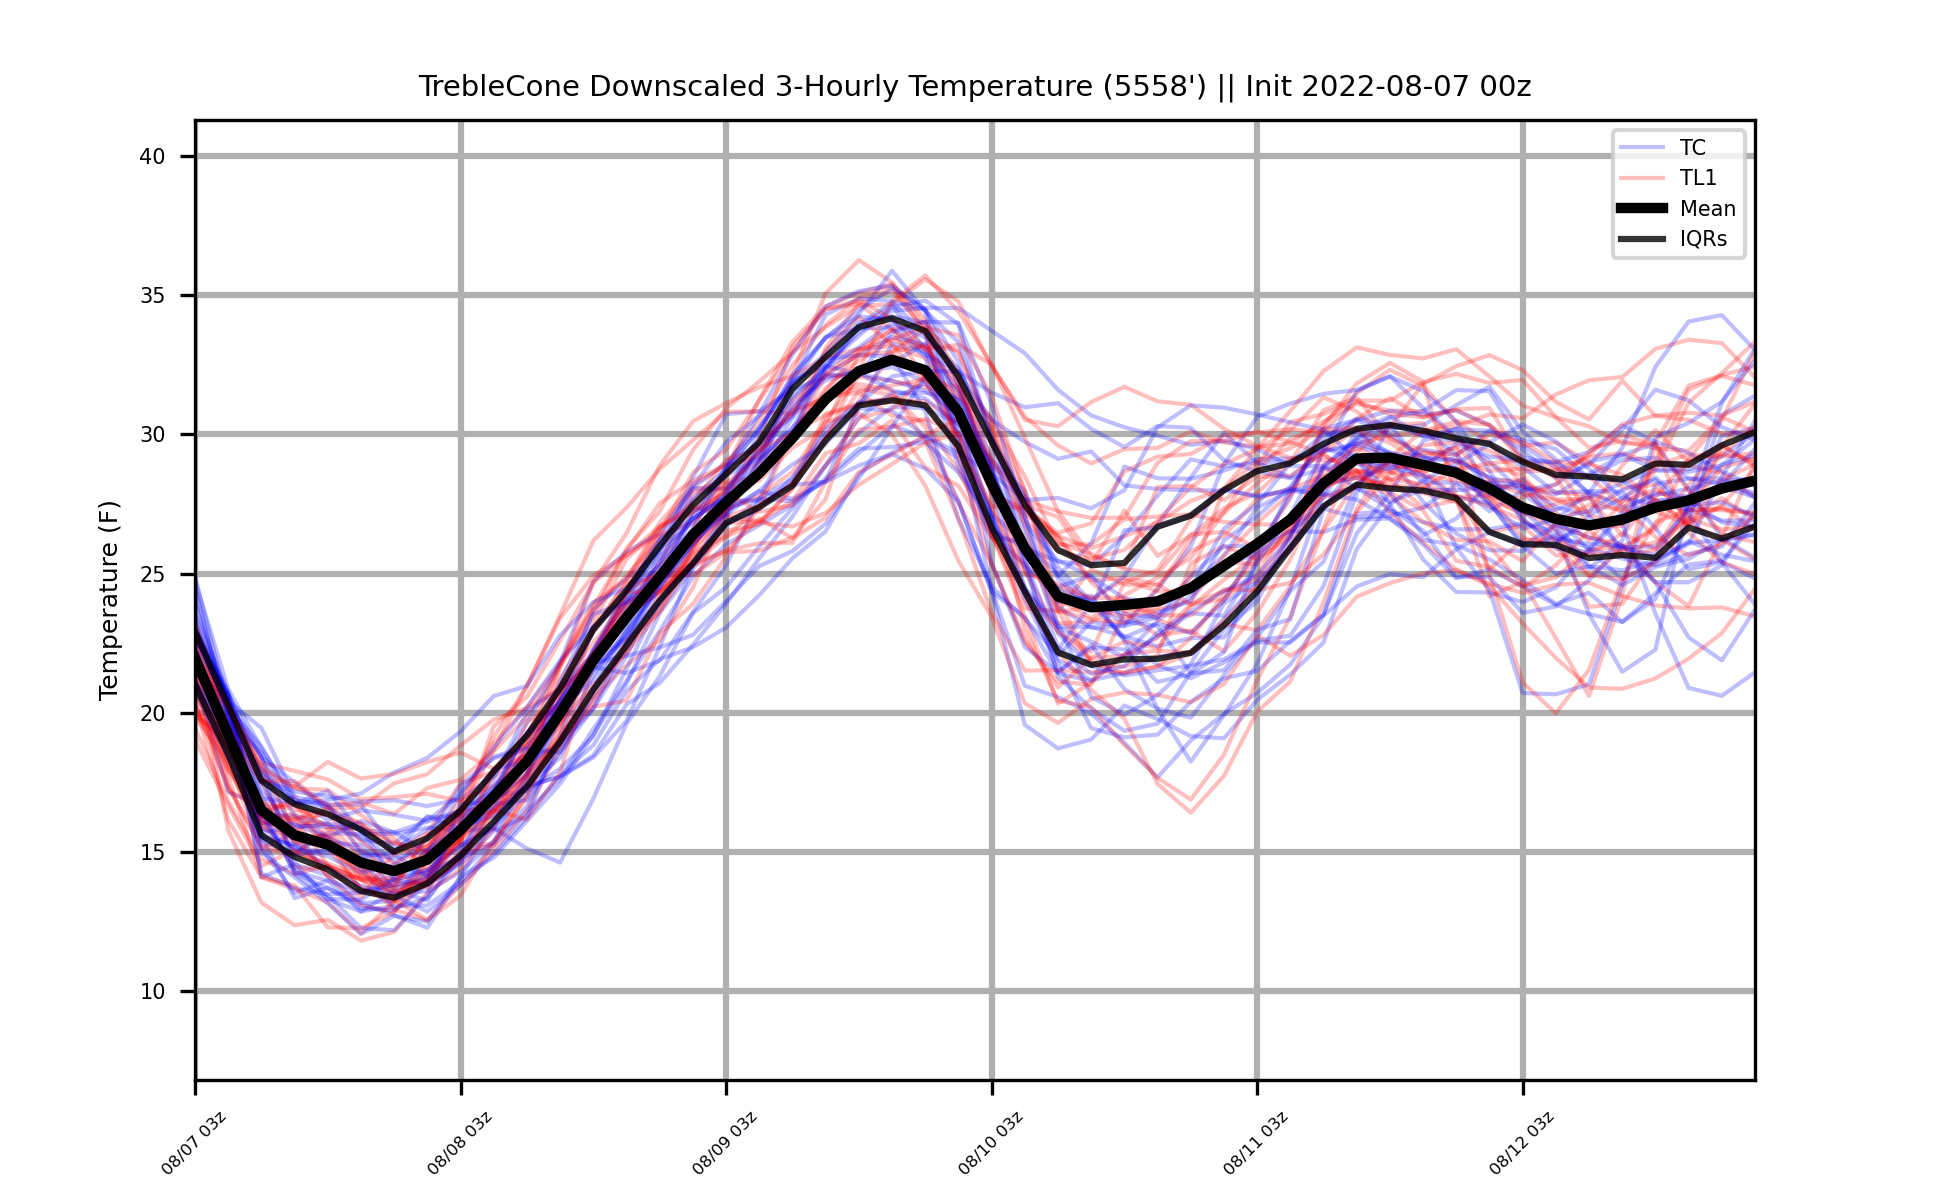 TrebleCone Downscaled 3-Hourly Temperature (5558') || Init 2022-08-07 00z
TC
TL1
Mean
IQRs
Temperature (F)
40
35
30
25
20
15
10
08/07 03z
08/08 03z
08/09 03z
08/10 03z
08/11 03z
08/12 03z